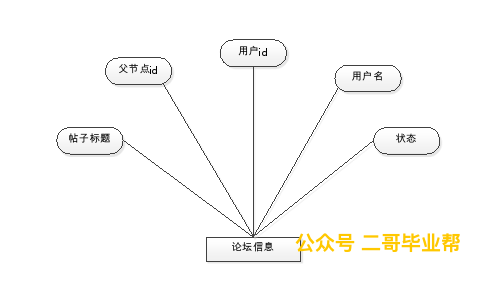 用户id
父节点id
用户名
帖子标题
状态
论坛信息
公众号 二哥毕业帮